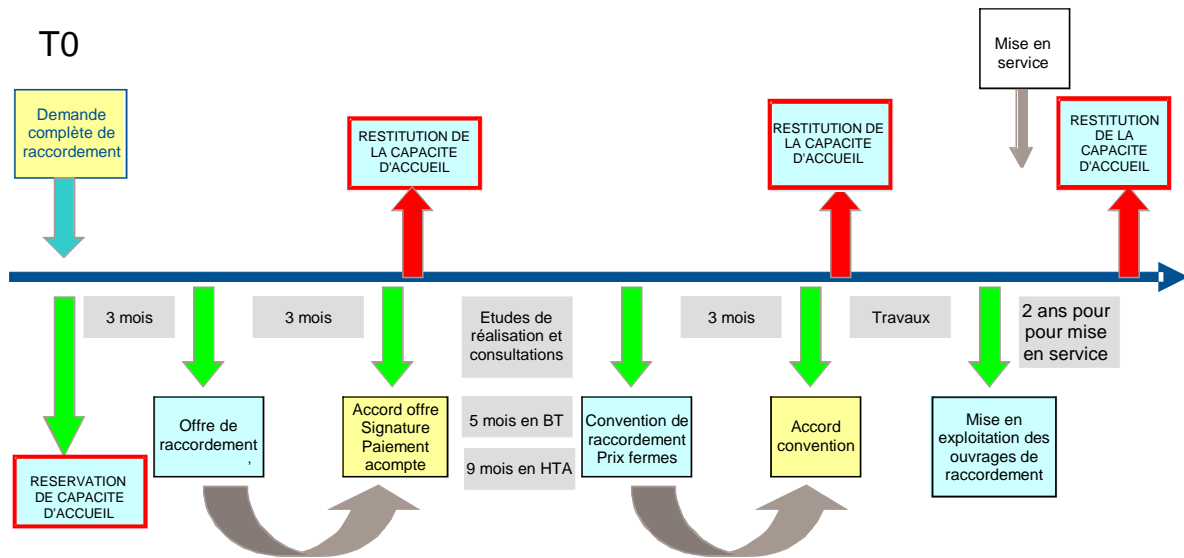 T0
Mise en
service
Demande
complète de
raccordement
RESTITUTION DE
LA CAPACITE
D'ACCUEIL
RESTITUTION DE
LA CAPACITE
D'ACCUEIL
RESTITUTION
DE LA
CAPACITE
D'ACCUEIL
3 mois
3 mois
Etudes de
réalisation et
consultations
3 mois
Travaux
2 ans pour
pour mise
en service
Offre de
raccordement
,
Accord offre
Signature
Paiement
acompte
5 mois en BT
9 mois en HTA
Convention de
raccordement
Prix fermes
Accord
convention
Mise en
exploitation des
ouvrages de
raccordement
RESERVATION
DE CAPACITE
D'ACCUEIL